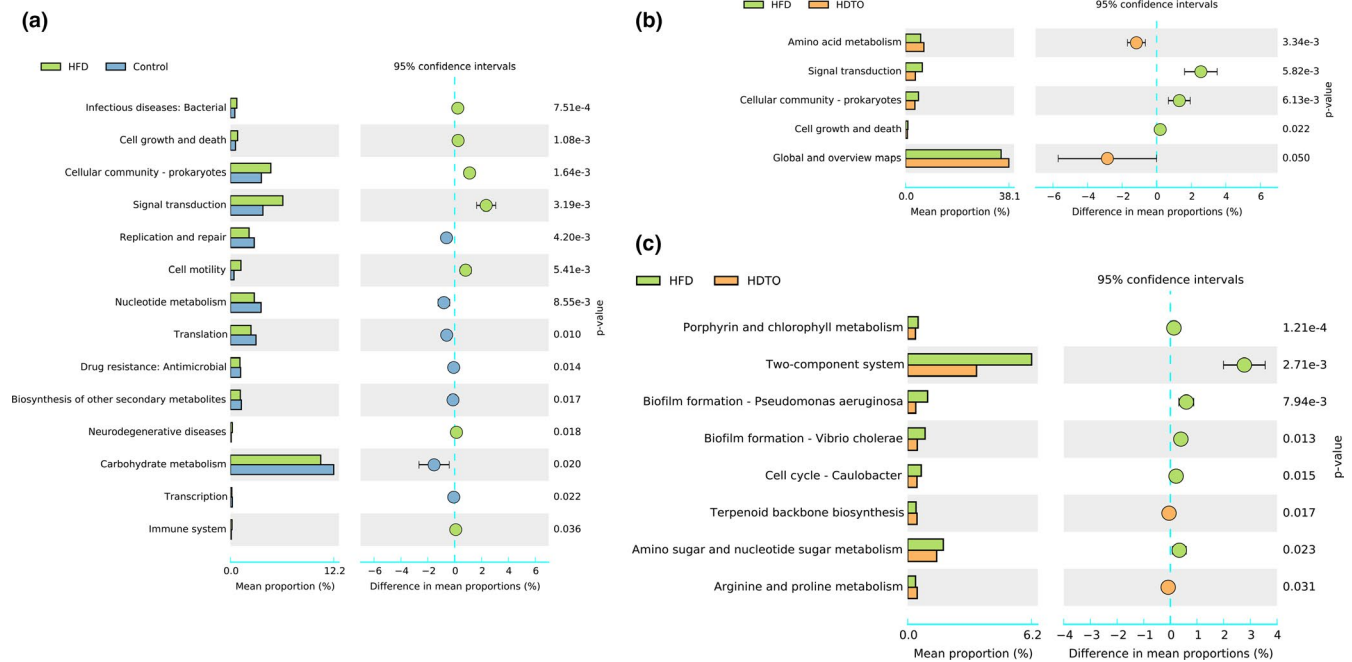 (a)
HFD Control
95% confidence intervals
Infectious diseases: Bacterial 7.51e-4
Cell growth and death 1.08e-3
Cellular community - prokaryotes 1.64e-3
Signal transduction 3.19e-3
Replication and repair 4.20e-3
Cell motility 5.41e-3
Nucleotide metabolism 8.55e-3
Translation 0.010
Drug resistance: Antimicrobial 0.014
Biosynthesis of other secondary metabolites 0.017
Neurodegenerative diseases 0.018
Carbohydrate metabolism 0.020
Transcription 0.022
Immune system 0.036
p-value
0.0 12.2 −6 −4 −2 0 2 4 6
Mean proportion (%) Difference in mean proportions (%)
(b)
HFD HDTO
95% confidence intervals
Amino acid metabolism 3.34e-3
Signal transduction 5.82e-3
Cellular community - prokaryotes 6.13e-3
Cell growth and death 0.022
Global and overview maps 0.050
p-value
0.0 38.1 −6 −4 −2 0 2 4 6
Mean proportion (%) Difference in mean proportions (%)
(c)
HFD HDTO
95% confidence intervals
Porphyrin and chlorophyll metabolism 1.21e-4
Two-component system 2.71e-3
Biofilm formation - Pseudomonas aeruginosa 7.94e-3
Biofilm formation - Vibrio cholerae 0.013
Cell cycle - Caulobacter 0.015
Terpenoid backbone biosynthesis 0.017
Amino sugar and nucleotide sugar metabolism 0.023
Arginine and proline metabolism 0.031
p-value
0.0 6.2 −4 −3 −2 −1 0 1 2 3 4
Mean proportion (%) Difference in mean proportions (%)